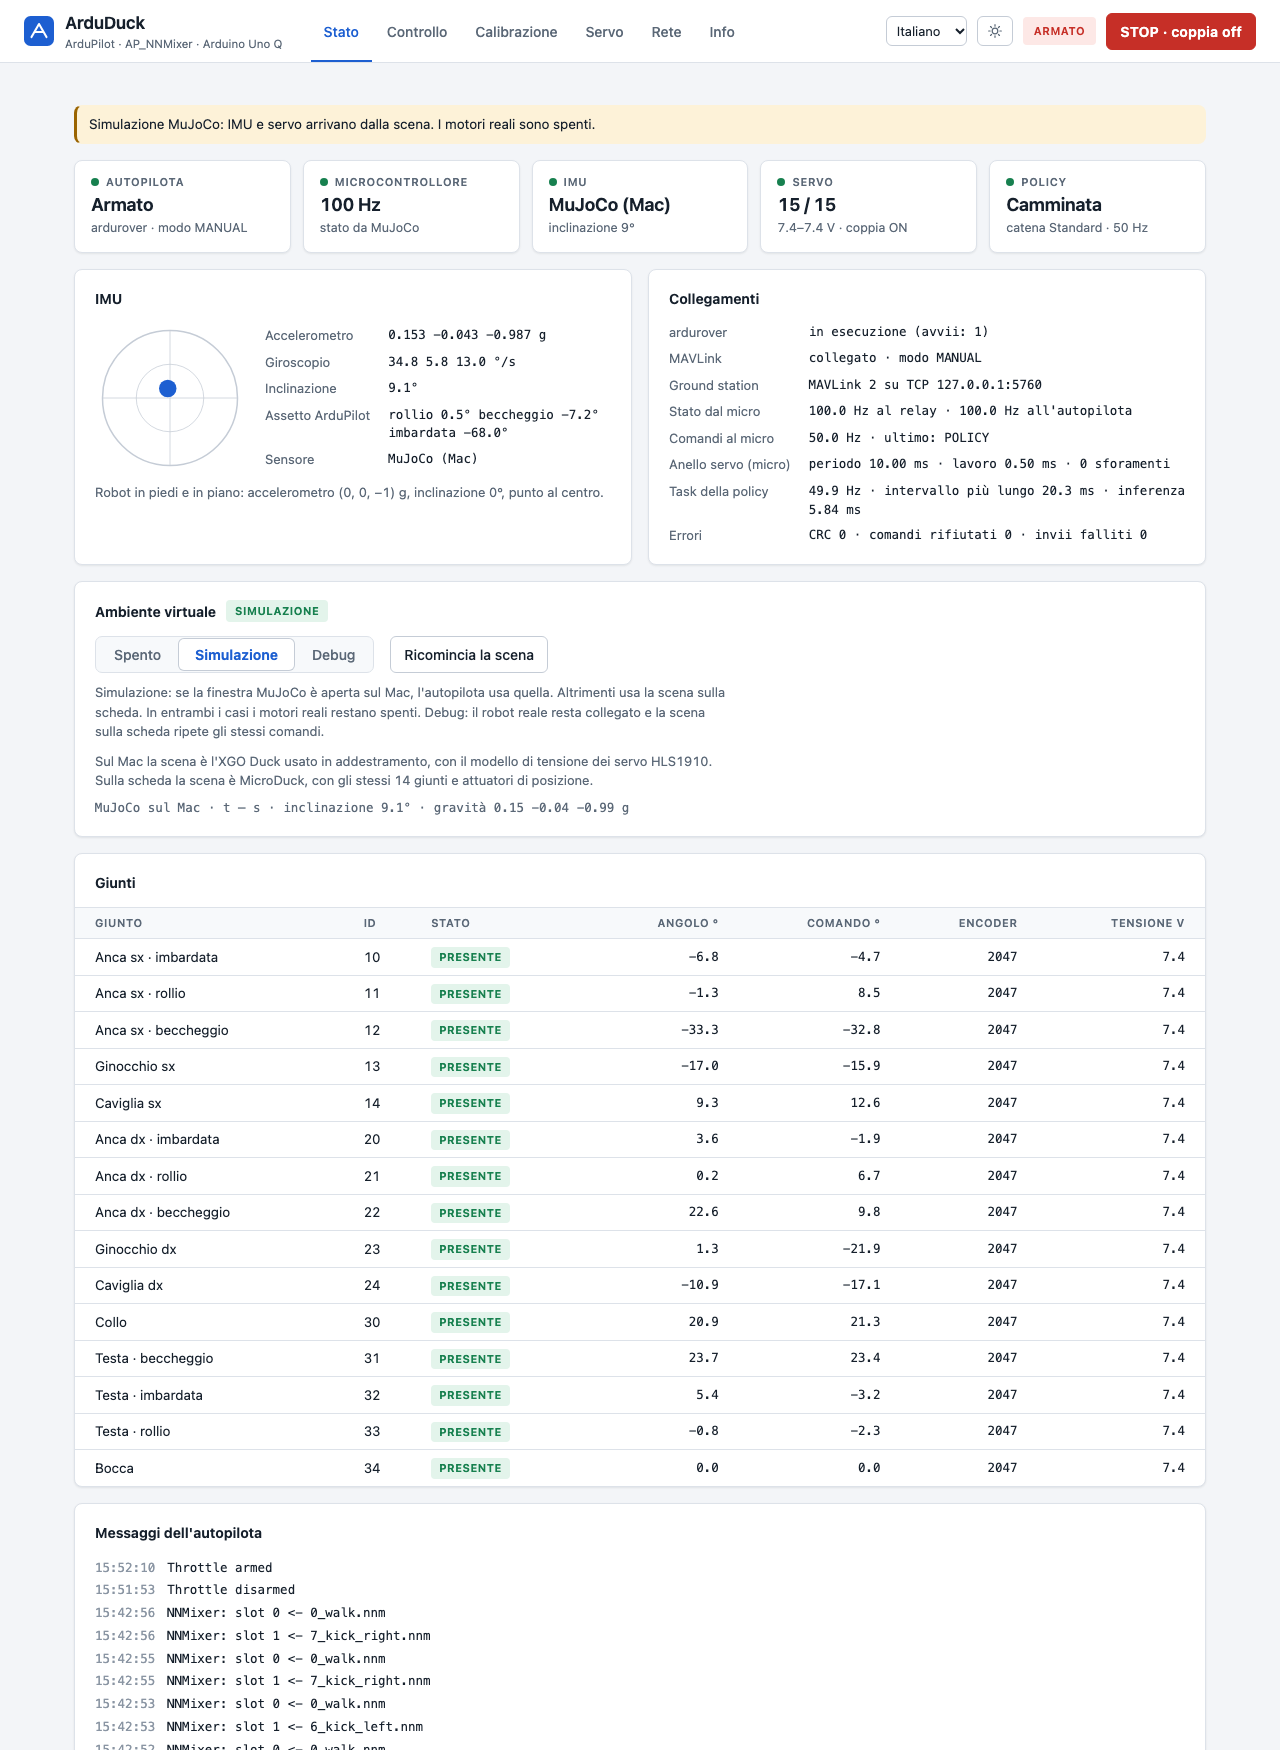 ArduDuck
ArduPilot · AP_NNMixer · Arduino Uno Q
Stato Controllo Calibrazione Servo Rete Info
Italiano
ARMATO
STOP · coppia off
Simulazione MuJoCo: IMU e servo arrivano dalla scena. I motori reali sono spenti.
AUTOPILOTA
Armato
ardurover · modo MANUAL
MICROCONTROLLORE
100 Hz
stato da MuJoCo
IMU
MuJoCo (Mac)
inclinazione 9°
SERVO
15 / 15
7.4–7.4 V · coppia ON
POLICY
Camminata
catena Standard · 50 Hz
IMU
Accelerometro 0.153 −0.043 −0.987 g
Giroscopio 34.8 5.8 13.0 °/s
Inclinazione 9.1°
Assetto ArduPilot rollio 0.5° beccheggio −7.2°
imbardata −68.0°
Sensore MuJoCo (Mac)
Robot in piedi e in piano: accelerometro (0, 0, −1) g, inclinazione 0°, punto al centro.
Collegamenti
ardurover in esecuzione (avvii: 1)
MAVLink collegato · modo MANUAL
Ground station MAVLink 2 su TCP 127.0.0.1:5760
Stato dal micro 100.0 Hz al relay · 100.0 Hz all'autopilota
Comandi al micro 50.0 Hz · ultimo: POLICY
Anello servo (micro) periodo 10.00 ms · lavoro 0.50 ms · 0 sforamenti
Task della policy 49.9 Hz · intervallo più lungo 20.3 ms · inferenza
5.84 ms
Errori CRC 0 · comandi rifiutati 0 · invii falliti 0
Ambiente virtuale SIMULAZIONE
Spento Simulazione Debug Ricomincia la scena
Simulazione: se la finestra MuJoCo è aperta sul Mac, l'autopilota usa quella. Altrimenti usa la scena sulla
scheda. In entrambi i casi i motori reali restano spenti. Debug: il robot reale resta collegato e la scena
sulla scheda ripete gli stessi comandi.
Sul Mac la scena è l'XGO Duck usato in addestramento, con il modello di tensione dei servo HLS1910.
Sulla scheda la scena è MicroDuck, con gli stessi 14 giunti e attuatori di posizione.
MuJoCo sul Mac · t — s · inclinazione 9.1° · gravità 0.15 −0.04 −0.99 g
Giunti
GIUNTO ID STATO ANGOLO ° COMANDO ° ENCODER TENSIONE V
Anca sx · imbardata 10 PRESENTE −6.8 −4.7 2047 7.4
Anca sx · rollio 11 PRESENTE −1.3 8.5 2047 7.4
Anca sx · beccheggio 12 PRESENTE −33.3 −32.8 2047 7.4
Ginocchio sx 13 PRESENTE −17.0 −15.9 2047 7.4
Caviglia sx 14 PRESENTE 9.3 12.6 2047 7.4
Anca dx · imbardata 20 PRESENTE 3.6 −1.9 2047 7.4
Anca dx · rollio 21 PRESENTE 0.2 6.7 2047 7.4
Anca dx · beccheggio 22 PRESENTE 22.6 9.8 2047 7.4
Ginocchio dx 23 PRESENTE 1.3 −21.9 2047 7.4
Caviglia dx 24 PRESENTE −10.9 −17.1 2047 7.4
Collo 30 PRESENTE 20.9 21.3 2047 7.4
Testa · beccheggio 31 PRESENTE 23.7 23.4 2047 7.4
Testa · imbardata 32 PRESENTE 5.4 −3.2 2047 7.4
Testa · rollio 33 PRESENTE −0.8 −2.3 2047 7.4
Bocca 34 PRESENTE 0.0 0.0 2047 7.4
Messaggi dell'autopilota
15:52:10 Throttle armed
15:51:53 Throttle disarmed
15:42:56 NNMixer: slot 0 <- 0_walk.nnm
15:42:56 NNMixer: slot 1 <- 7_kick_right.nnm
15:42:55 NNMixer: slot 0 <- 0_walk.nnm
15:42:55 NNMixer: slot 1 <- 7_kick_right.nnm
15:42:53 NNMixer: slot 0 <- 0_walk.nnm
15:42:53 NNMixer: slot 1 <- 6_kick_left.nnm
15:42:52 NNMixer: slot 0 <- 0_walk.nnm